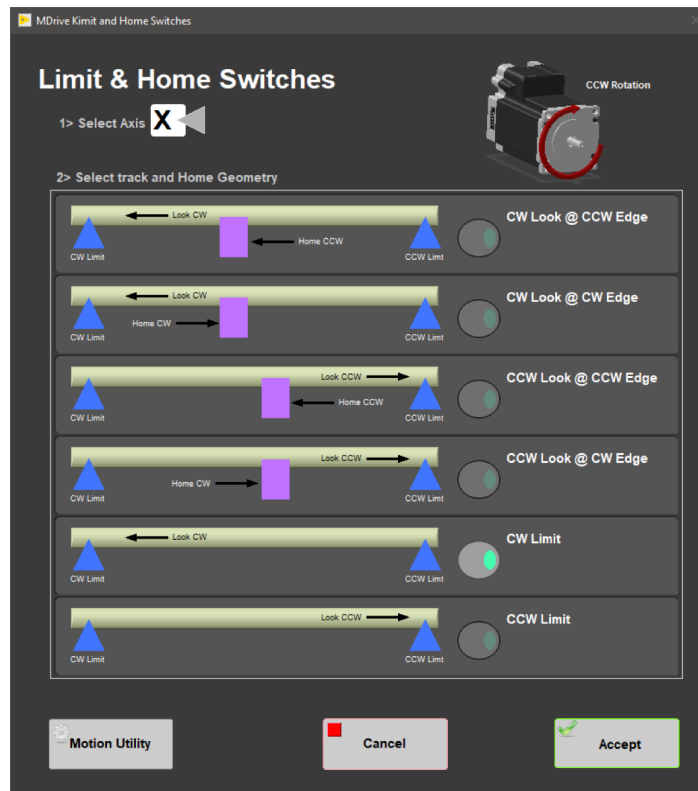 MDrive Kimit and Home Switches
Limit & Home Switches
CCW Rotation
1> Select Axis X
2> Select track and Home Geometry
Look CW
CW Look @ CCW Edge
Home CCW
CW Limit
CCW Limt
Look CW
CW Look @ CW Edge
Home CW
CW Limit
CCW Limt
Look CCW
CCW Look @ CCW Edge
Home CCW
CW Limit
CCW Limt
Look CCW
CCW Look @ CW Edge
Home CW
CW Limit
CCW Limt
Look CW
CW Limit
CW Limit
CCW Limt
Look CCW
CCW Limit
CW Limit
CCW Limt
Motion Utility
Cancel
Accept